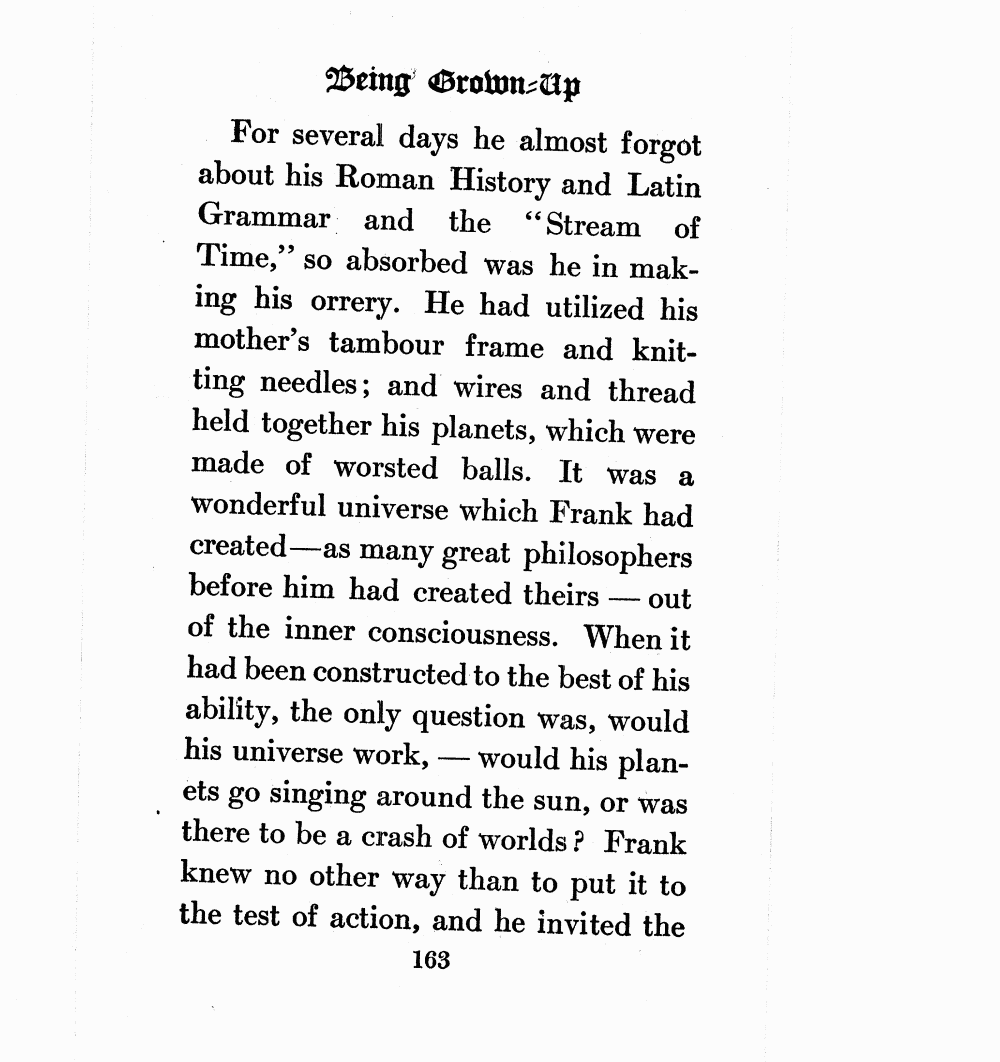 Being Grown-Up
For several days he almost forgot
about his Roman History and Latin
Grammar and the “Stream of
Time,” so absorbed was he in mak-
ing his orrery. He had utilized his
mother’s tambour frame and knit-
ting needles; and wires and thread
held together his planets, which were
made of worsted balls. It was a
wonderful universe which Frank had
created—as many great philosophers
before him had created theirs — out
of the inner consciousness. When it
had been constructed to the best of his
ability, the only question was, would
his universe work, — would his plan-
ets go singing around the sun, or was
there to be a crash of worlds? Frank
knew no other way than to put it to
the test of action, and he invited the
163